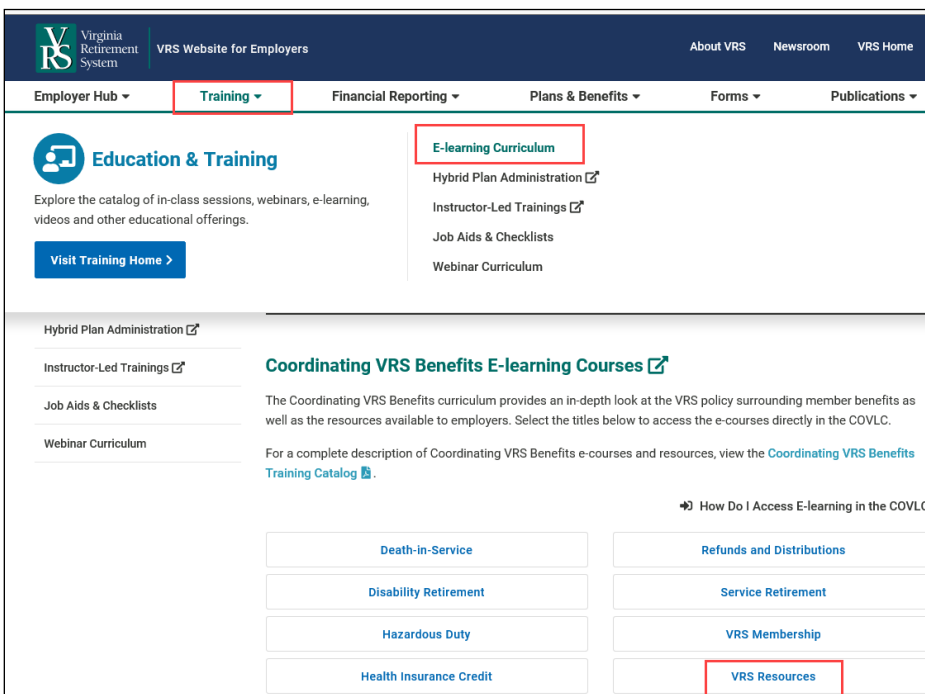 VRS
Virginia
Retirement
System
VRS Website for Employers
About VRS Newsroom VRS Home
Employer Hub Training Financial Reporting Plans & Benefits Forms Publications
Education & Training
Explore the catalog of in-class sessions, webinars, e-learning,
videos and other educational offerings.
Visit Training Home
E-learning Curriculum
Hybrid Plan Administration
Instructor-Led Trainings
Job Aids & Checklists
Webinar Curriculum
Hybrid Plan Administration
Instructor-Led Trainings
Job Aids & Checklists
Webinar Curriculum
Coordinating VRS Benefits E-learning Courses
The Coordinating VRS Benefits curriculum provides an in-depth look at the VRS policy surrounding member benefits as
well as the resources available to employers. Select the titles below to access the e-courses directly in the COVLC.
For a complete description of Coordinating VRS Benefits e-courses and resources, view the Coordinating VRS Benefits
Training Catalog .
How Do I Access E-learning in the COVLC
Death-in-Service Refunds and Distributions
Disability Retirement Service Retirement
Hazardous Duty VRS Membership
Health Insurance Credit VRS Resources